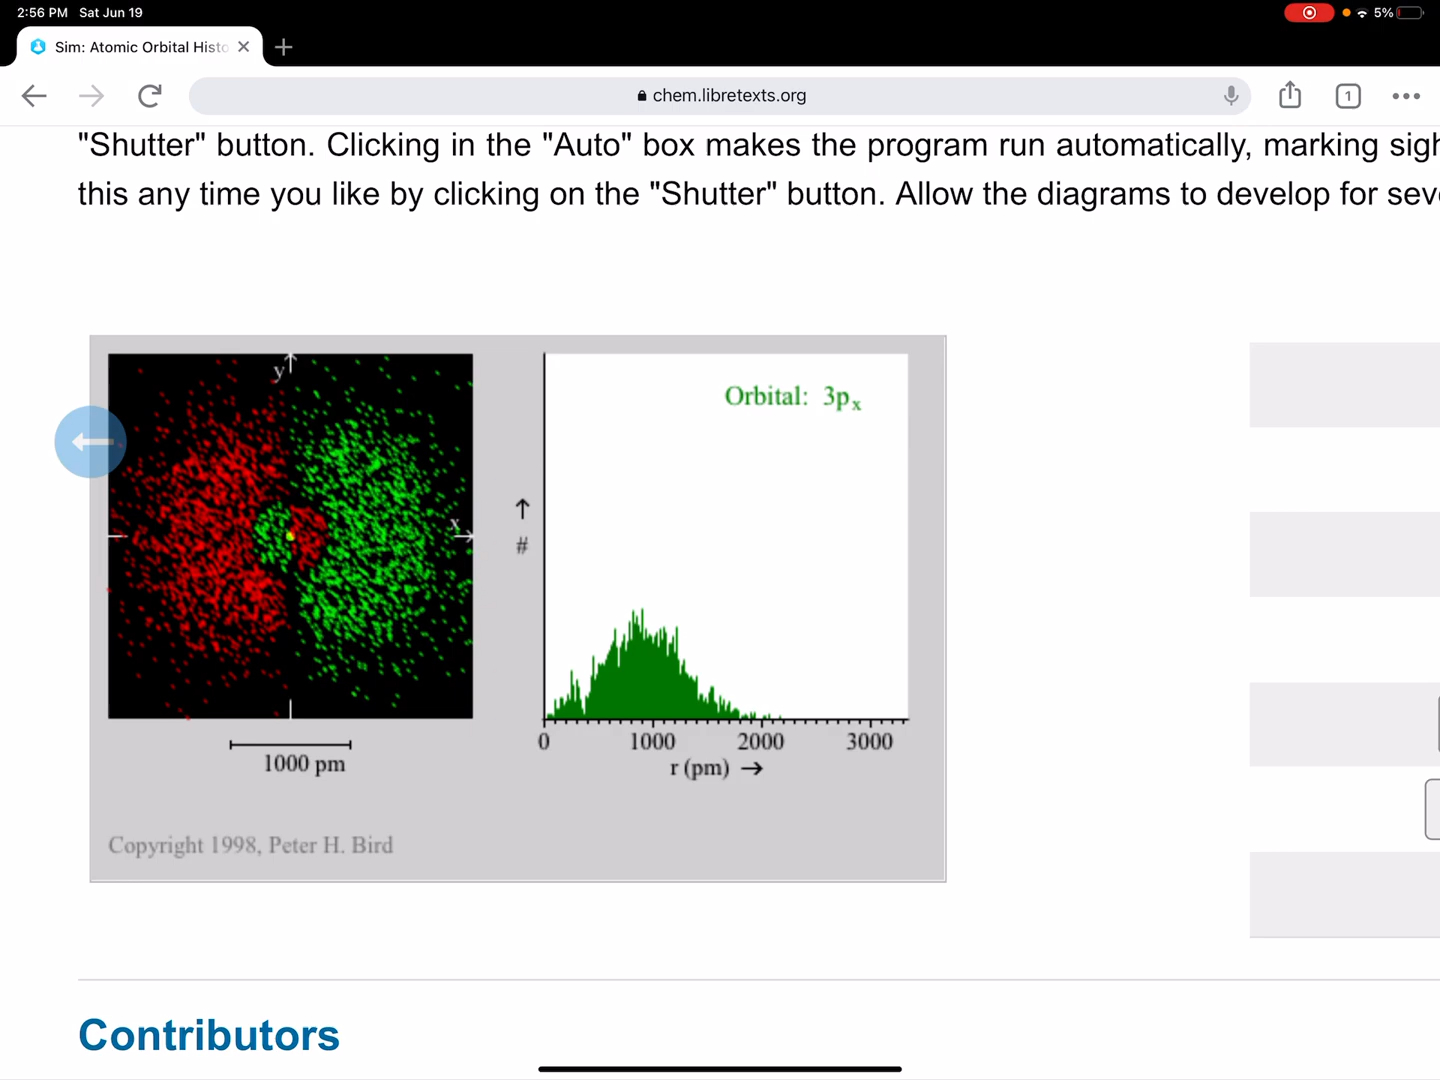 2:56 PM Sat Jun 19
5%
Sim: Atomic Orbital Histo
chem.libretexts.org
1
"Shutter" button. Clicking in the "Auto" box makes the program run automatically, marking sigh
this any time you like by clicking on the "Shutter" button. Allow the diagrams to develop for sev
y
x
1000 pm
Orbital: 3px
#
0 1000 2000 3000
r (pm) →
Copyright 1998, Peter H. Bird
Contributors